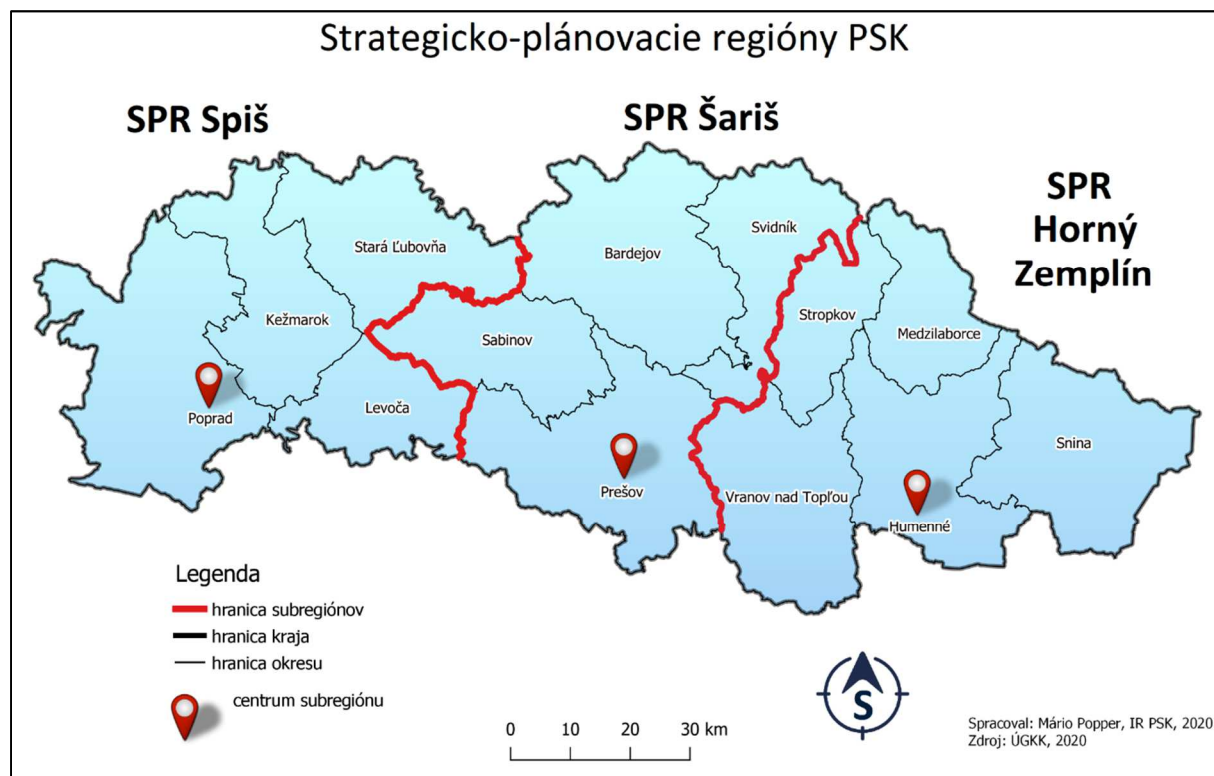 Strategicko-plánovacie regióny PSK
SPR Spiš
SPR Šariš
SPR
Horný
Zemplín
Svidník
Stará Ľubovňa
Bardejov
Stropkov
Kežmarok
Medzilaborce
Sabinov
Levoča
Poprad
Snina
Prešov
Vranov nad Topľou
Humenné
Legenda
hranica subregiónov
hranica kraja
hranica okresu
centrum subregiónu
0 10 20 30 km
S
Spracoval: Mário Popper, IR PSK, 2020
Zdroj: ÚGKK, 2020